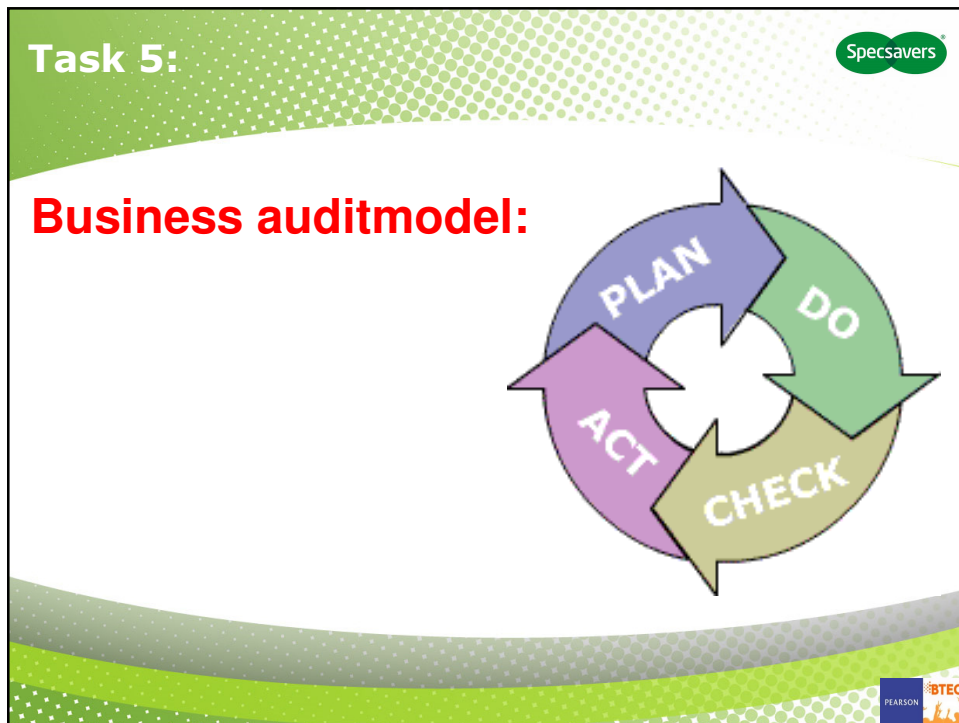 Task 5:
Specsavers
Business auditmodel:
PLAN
DO
CHECK
ACT
PEARSON
BTEC